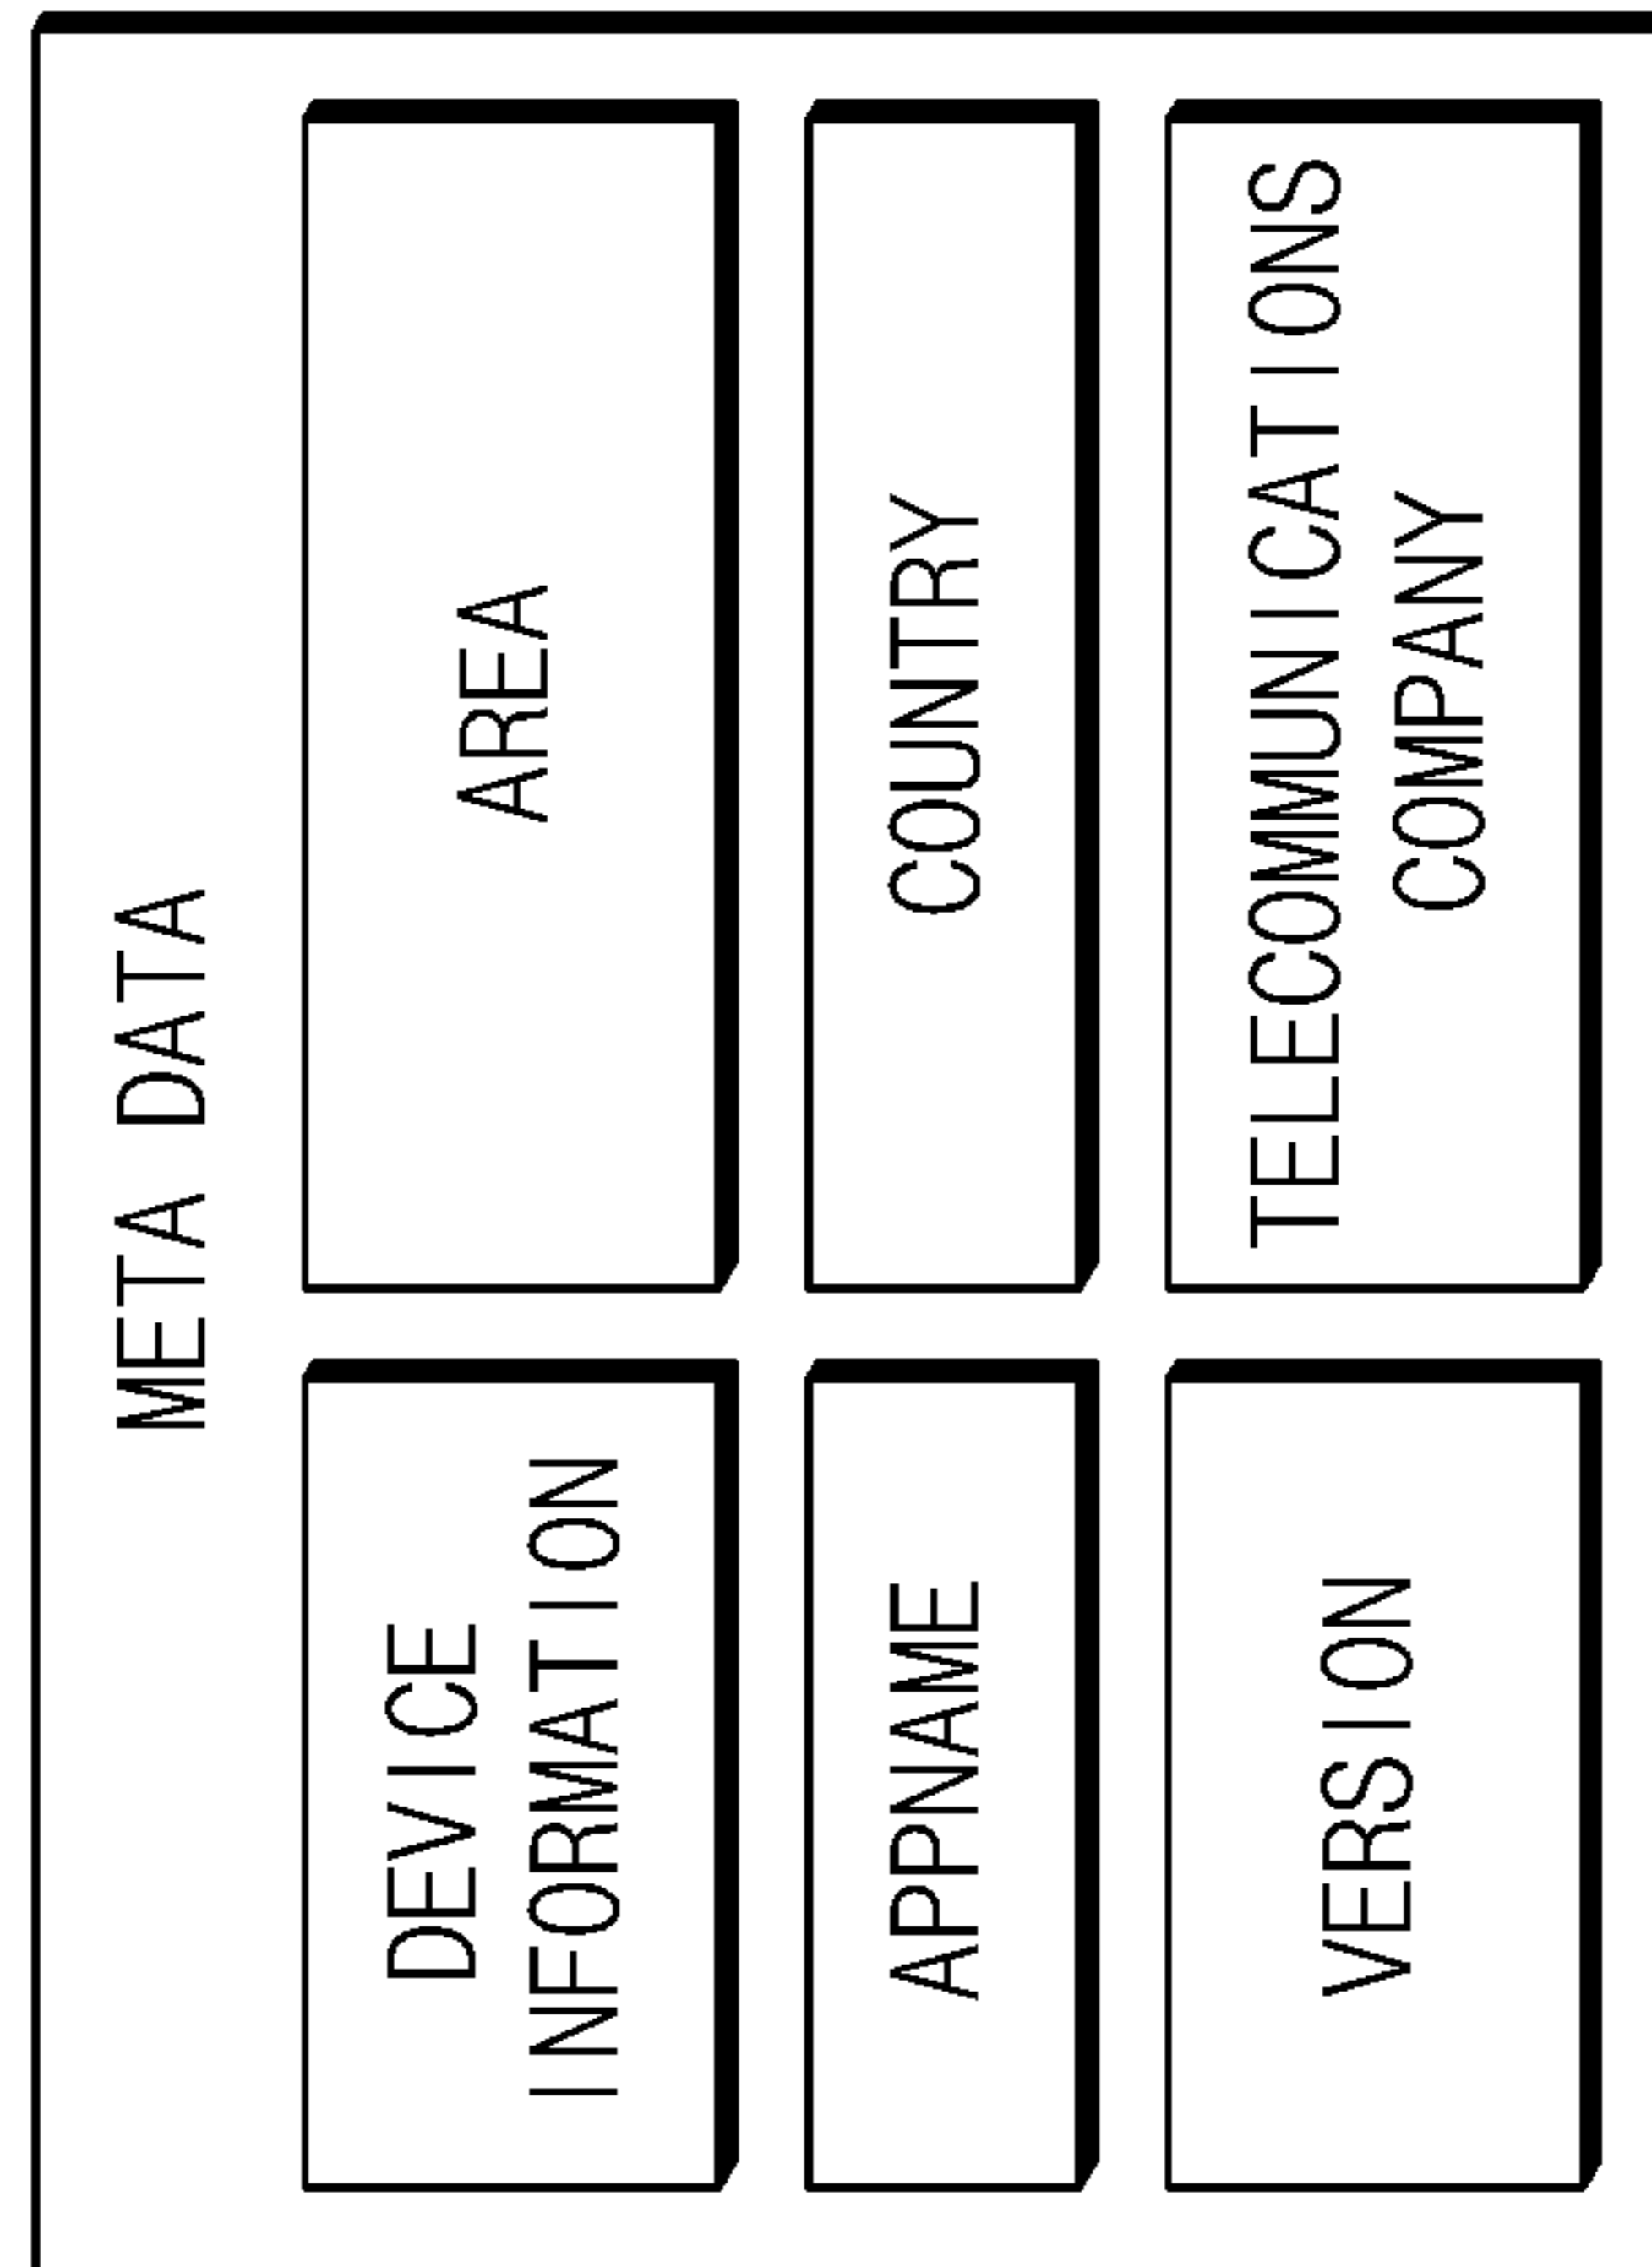 META DATA
DEVICE
INFORMATION
AREA
APPNAME
COUNTRY
VERSION
TELECOMMUNICATIONS
COMPANY